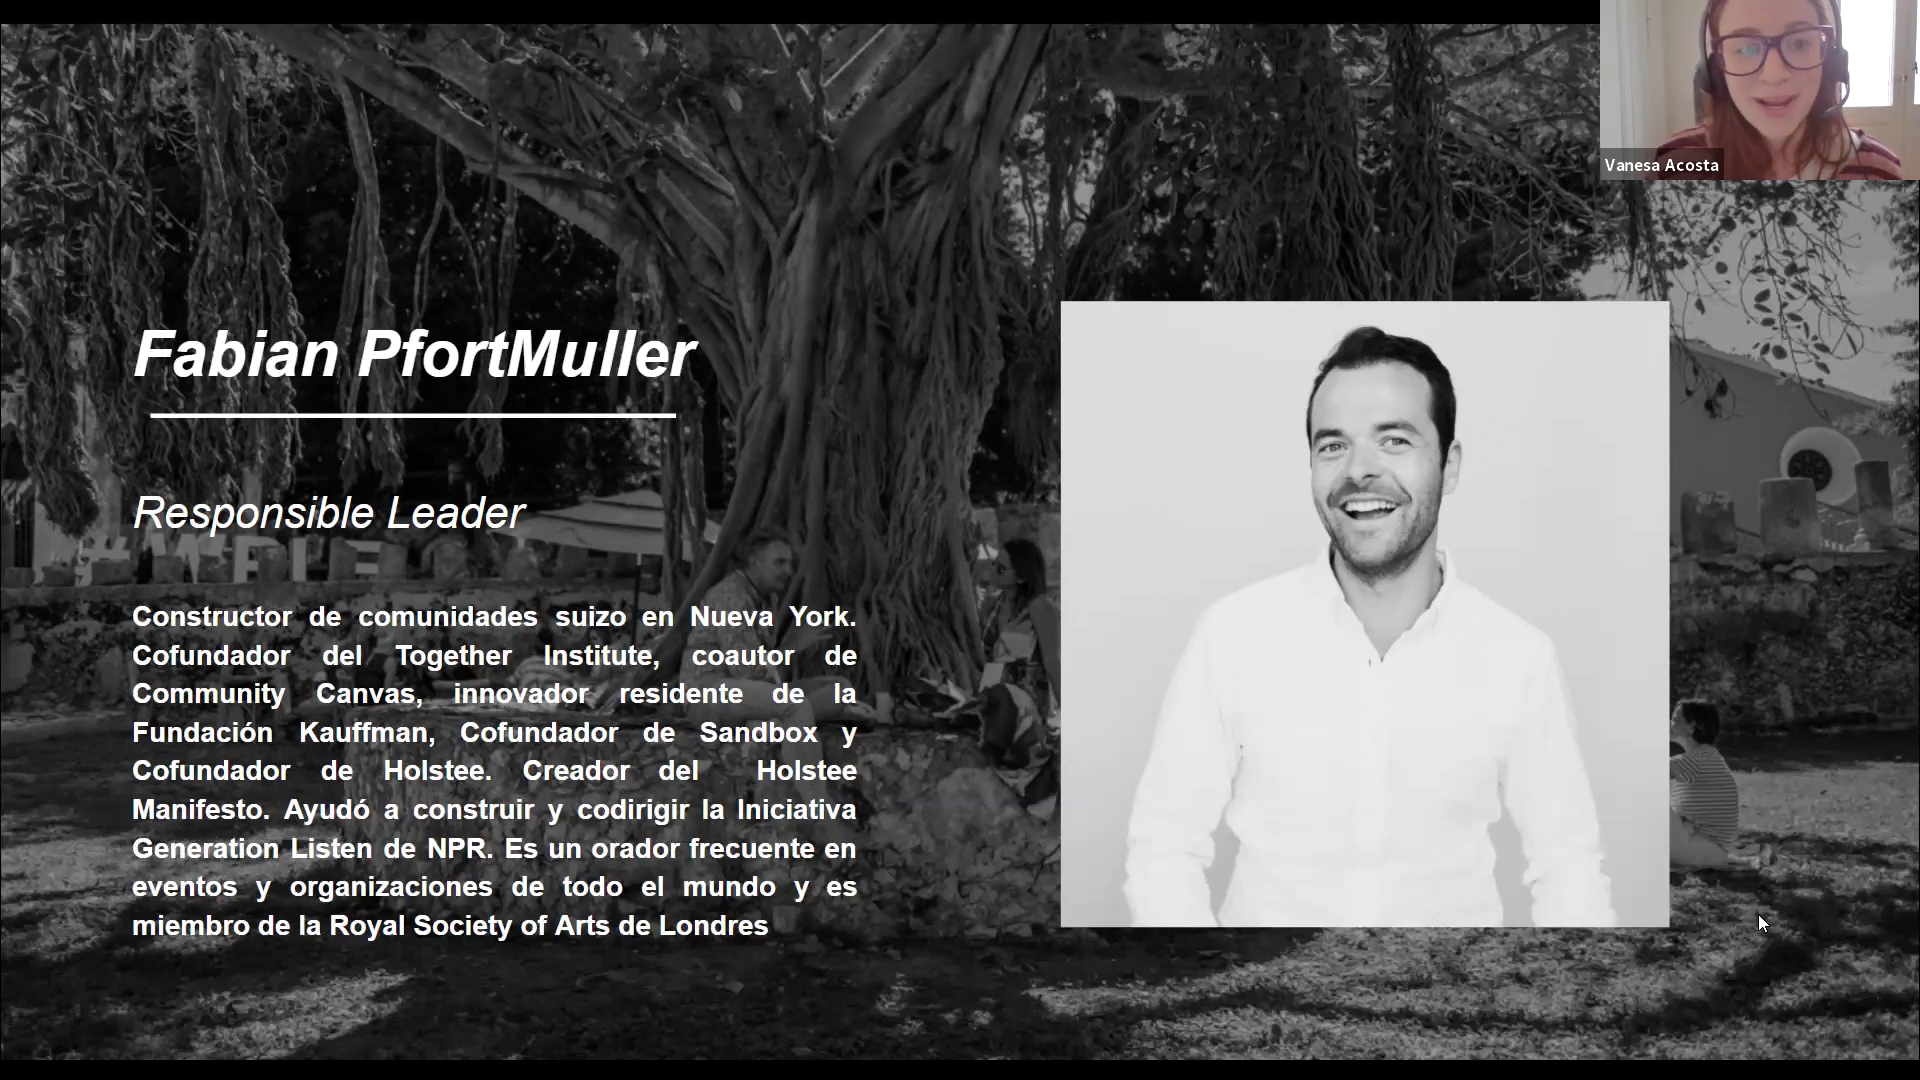 Vanesa Acosta
Fabian PfortMuller
Responsible Leader
Constructor de comunidades suizo en Nueva York.
Cofundador del Together Institute, coautor de
Community Canvas, innovador residente de la
Fundación Kauffman, Cofundador de Sandbox y
Cofundador de Holstee. Creador del Holstee
Manifesto. Ayudó a construir y codirigir la Iniciativa
Generation Listen de NPR. Es un orador frecuente en
eventos y organizaciones de todo el mundo y es
miembro de la Royal Society of Arts de Londres